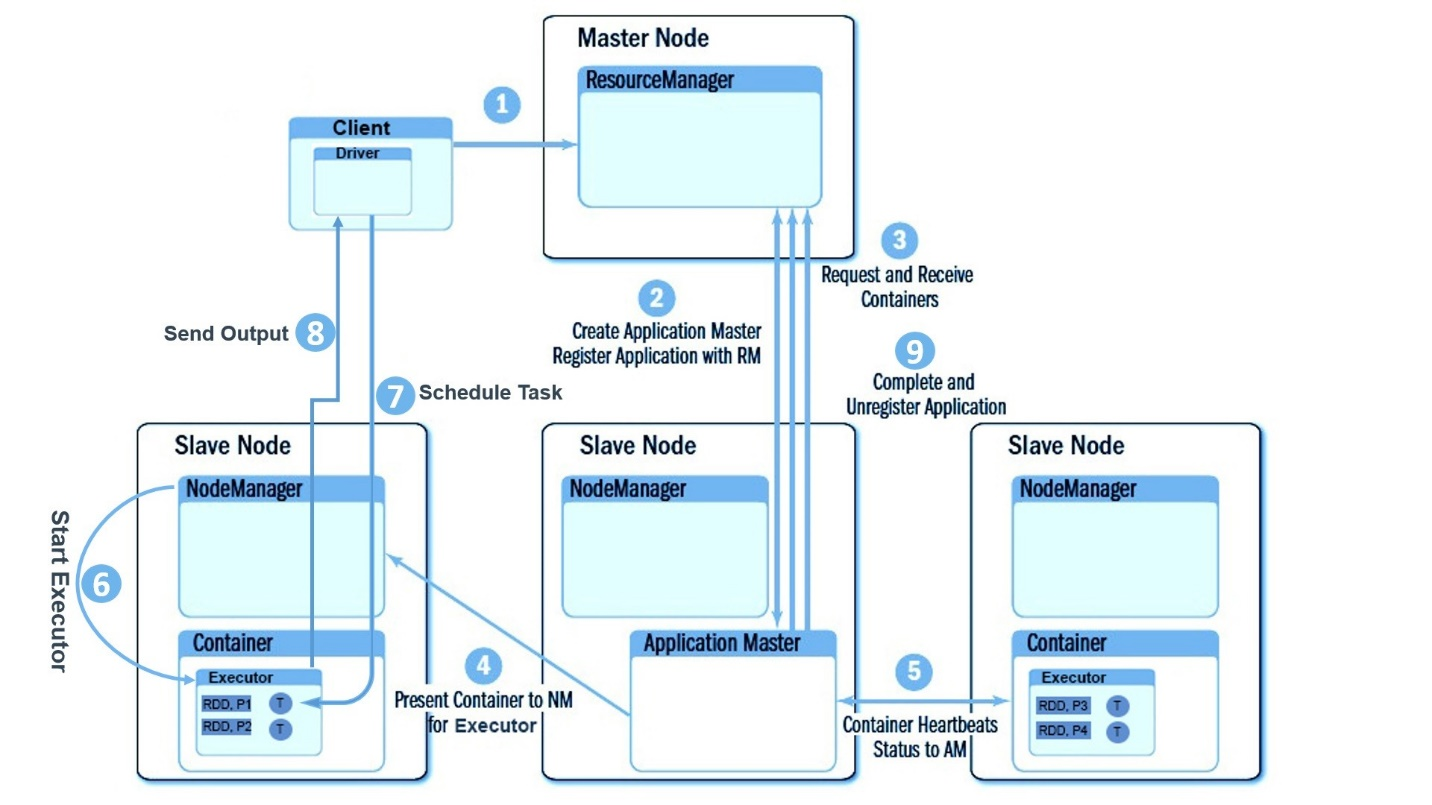 Master Node
ResourceManager
1
Client
Driver
3
Request and Receive
Containers
2
Create Application Master
Register Application with RM
Send Output 8
9
Complete and
Unregister Application
7 Schedule Task
Slave Node
NodeManager
Start Executor
6
Container
Executor
RDD, P1 T
RDD, P2 T
4
Present Container to NM
for Executor
Slave Node
NodeManager
Application Master
5
Container Heartbeats
Status to AM
Slave Node
NodeManager
Container
Executor
RDD, P3 T
RDD, P4 T